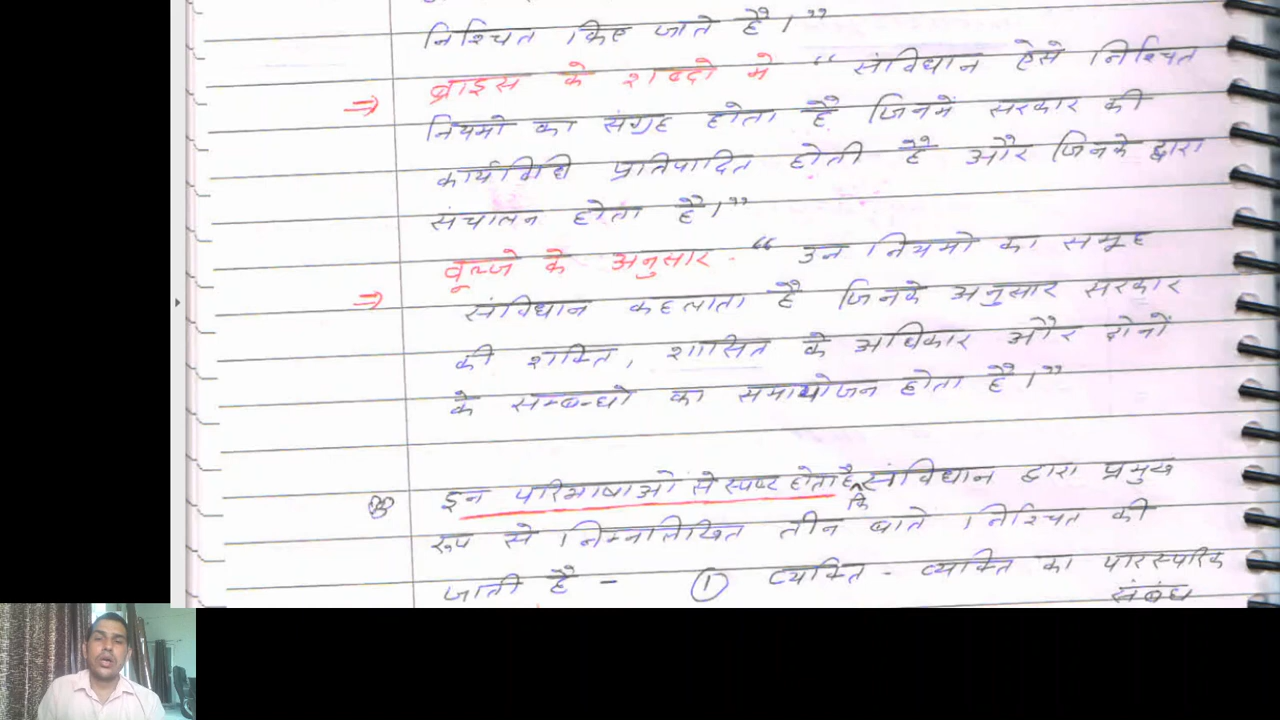 निश्चित किए जाते हैं।”
⇒ ब्राइस के शब्दो मे “संविधान ऐसे निश्चित
नियमो का संग्रह होता है जिनमें सरकार की
कार्यविधि प्रतिपादित होती है और जिनके द्वारा
संचालन होता है।”
⇒ वूल्जे के अनुसार - “उन नियमो का समूह
संविधान कहलाता है जिनके अनुसार सरकार
की शक्ति, शासित के अधिकार और दोनों
के सम्बन्धो का समायोजन होता है।”
इन परिभाषाओं से स्पष्ट होता है कि संविधान द्वारा प्रमुख
रूप से निम्नलिखित तीन बाते निश्चित की
जाती है - ① व्यक्ति - व्यक्ति का पारस्परिक
संबंध